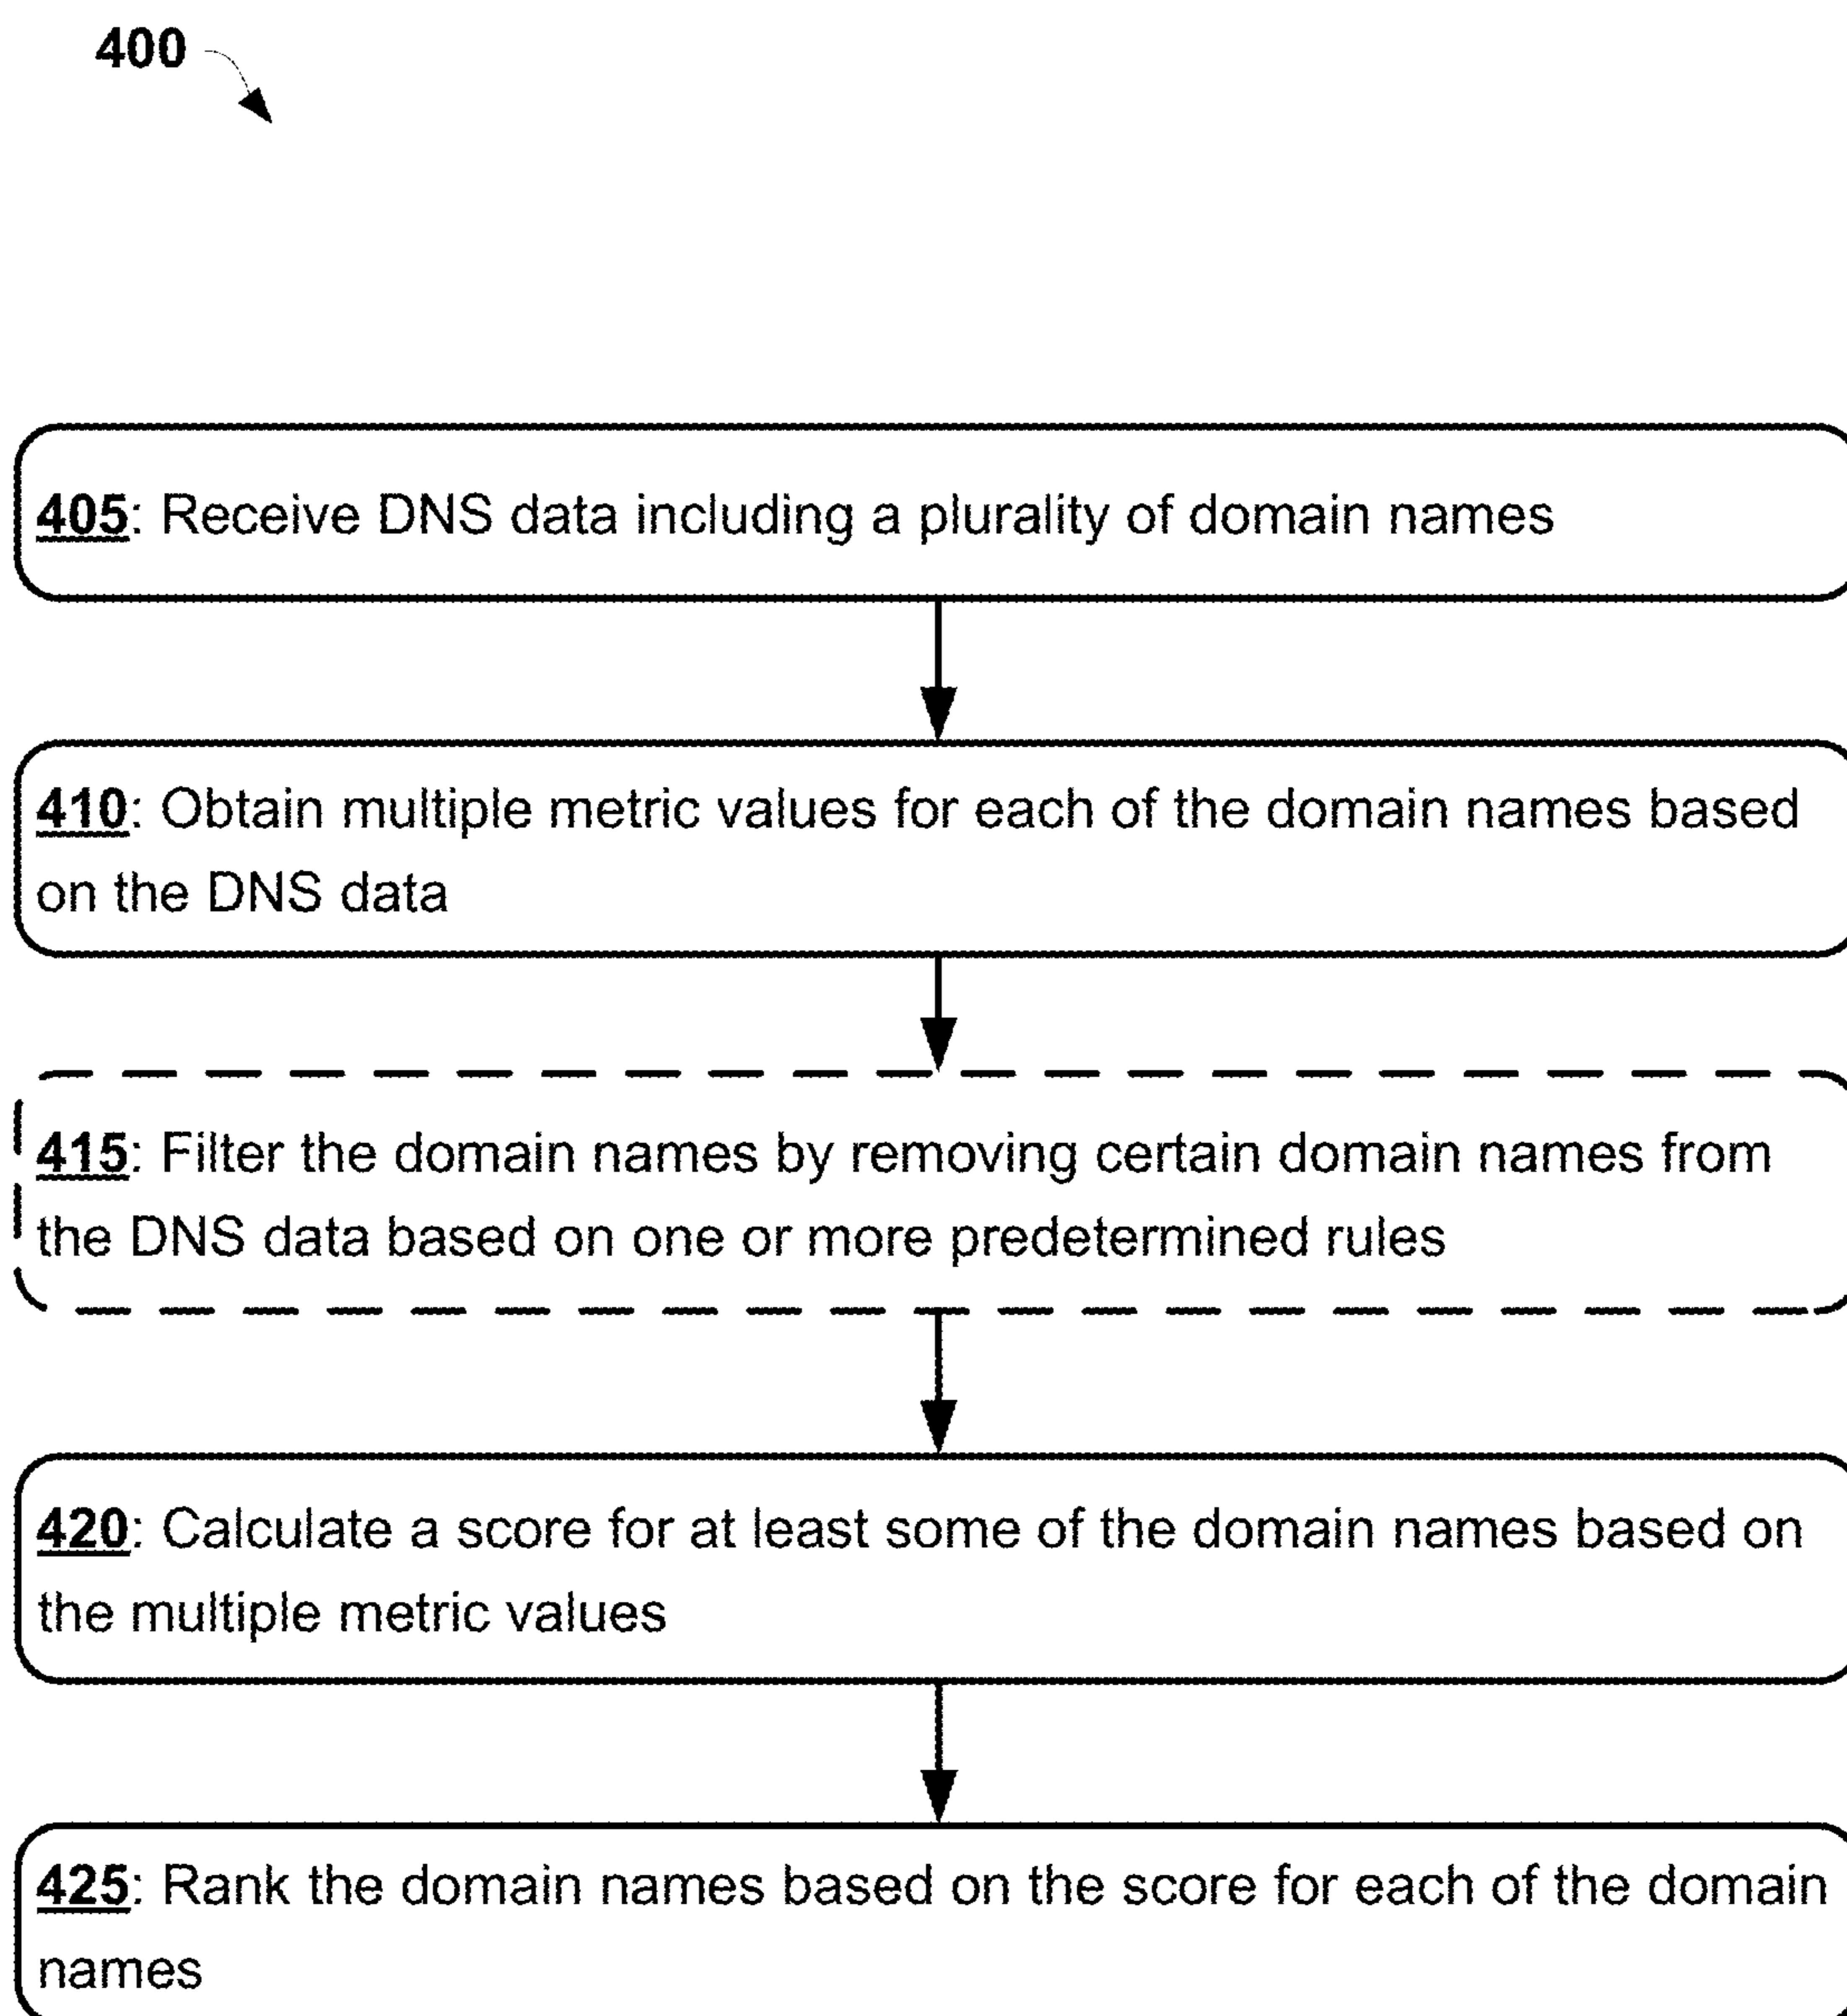 400
405: Receive DNS data including a plurality of domain names
410: Obtain multiple metric values for each of the domain names based
on the DNS data
415: Filter the domain names by removing certain domain names from
the DNS data based on one or more predetermined rules
420: Calculate a score for at least some of the domain names based on
the multiple metric values
425: Rank the domain names based on the score for each of the domain
names